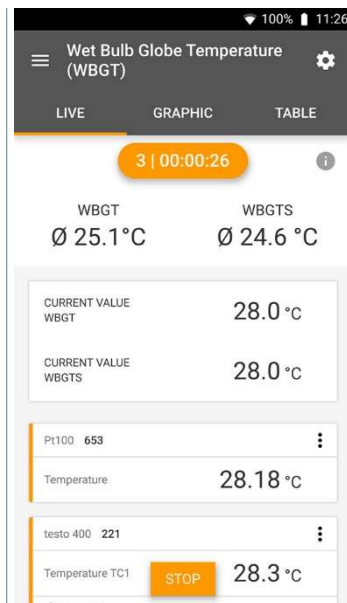 100% 11:26
Wet Bulb Globe Temperature
(WBGT)
LIVE GRAPHIC TABLE
3 | 00:00:26
WBGT WBGTS
Ø 25.1°C Ø 24.6 °C
CURRENT VALUE
WBGT
28.0 °C
CURRENT VALUE
WBGTS
28.0 °C
Pt100 653
Temperature 28.18 °C
testo 400 221
Temperature TC1 28.3 °C
STOP